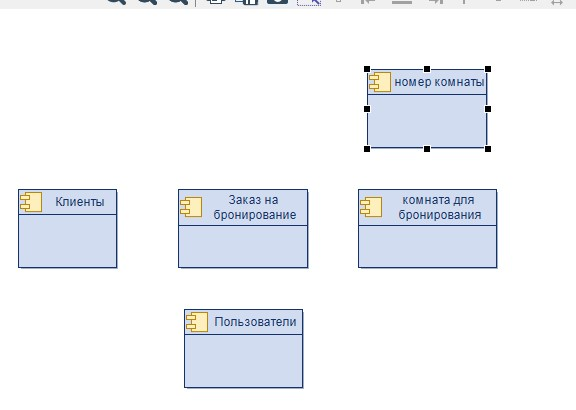 номер комнаты
Клиенты
Заказ на
бронирование
комната для
бронирования
Пользователи